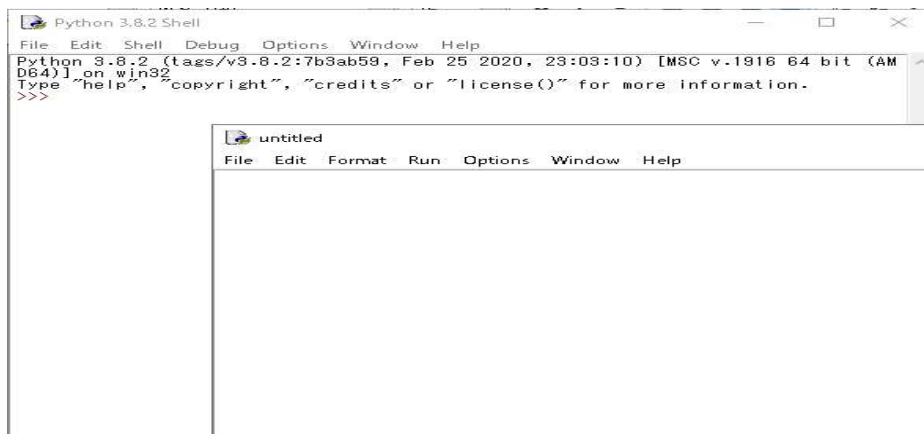 Python 3.8.2 Shell
File Edit Shell Debug Options Window Help
Python 3.8.2 (tags/v3.8.2:7b3ab59, Feb 25 2020, 23:03:10) [MSC v.1916 64 bit (AM
D64)] on win32
Type "help", "copyright", "credits" or "license()" for more information.
>>>
untitled
File Edit Format Run Options Window Help